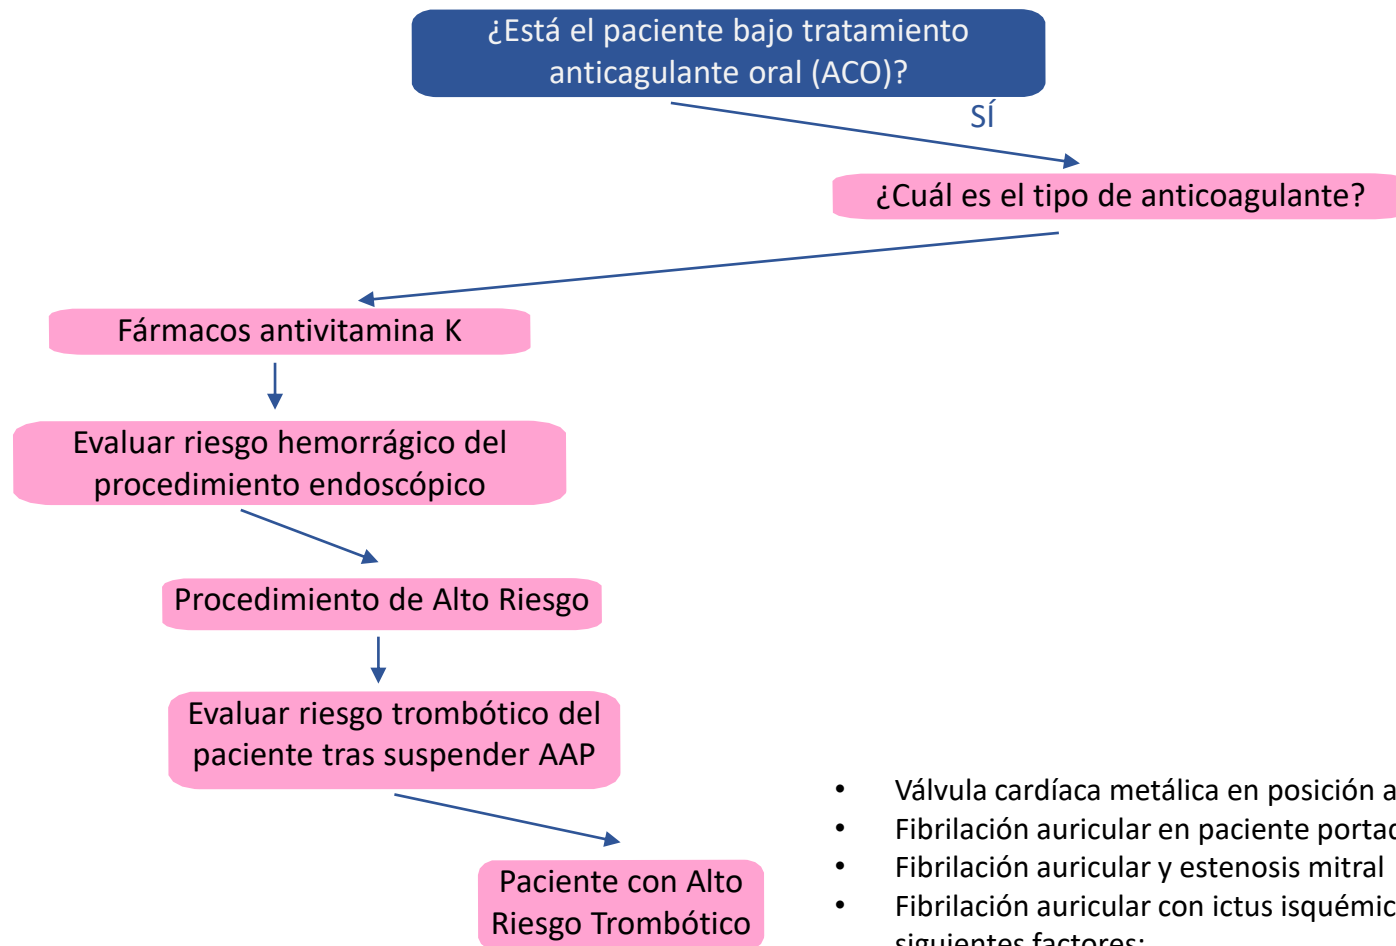 ¿Está el paciente bajo tratamiento
anticagulante oral (ACO)?
SÍ
¿Cuál es el tipo de anticoagulante?
Fármacos antivitamina K
Evaluar riesgo hemorrágico del
procedimiento endoscópico
Procedimiento de Alto Riesgo
Evaluar riesgo trombótico del
paciente tras suspender AAP
Paciente con Alto
Riesgo Trombótico
• Válvula cardíaca metálica en posición
• Fibrilación auricular en paciente
• Fibrilación auricular y estenosis mitral
• Fibrilación auricular con ictus
siguientes factores: